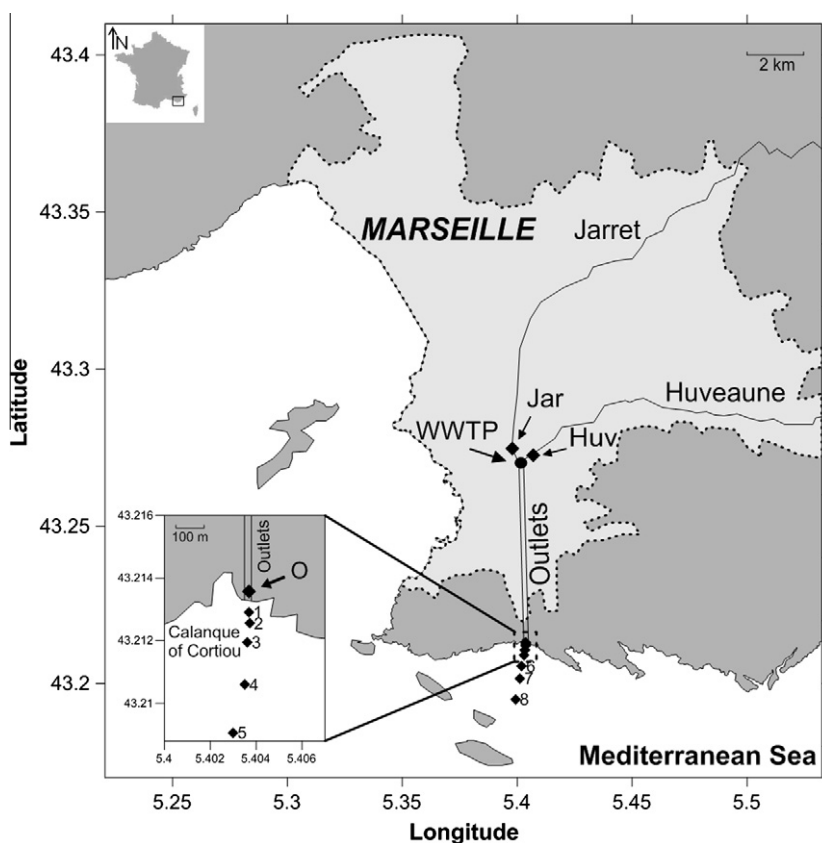 N
43.4
2 km
43.35
MARSEILLE
Jarret
43.3
Latitude
Jar
Huveaune
WWTP
Huv
43.25
Outlets
43.216
100 m
Outlets
43.214
O
1
2
43.212
Calanque
of Cortiou
3
4
43.21
5
5.4
5.402
5.404
5.406
6
43.2
7
8
Mediterranean Sea
5.25
5.3
5.35
5.4
5.45
5.5
Longitude